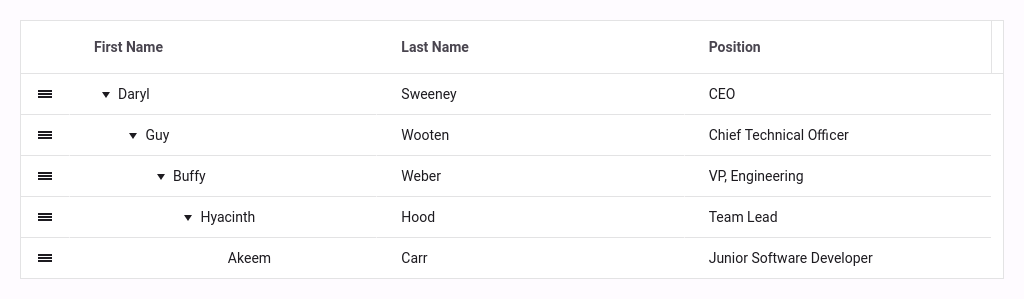 First Name Last Name Position
Daryl Sweeney CEO
Guy Wooten Chief Technical Officer
Buffy Weber VP, Engineering
Hyacinth Hood Team Lead
Akeem Carr Junior Software Developer